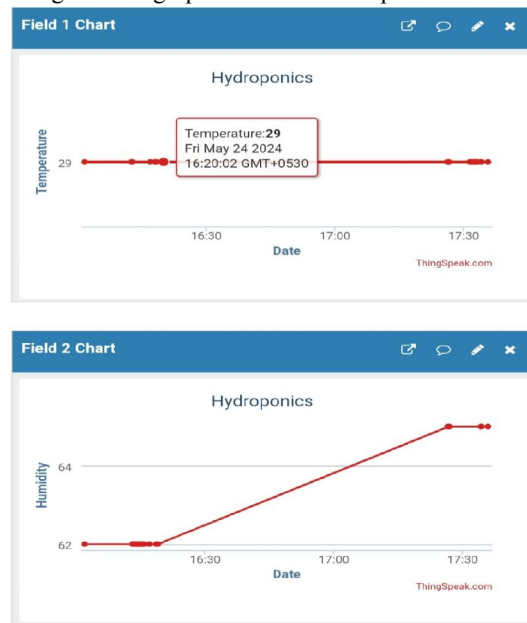 Field 1 Chart
Hydroponics
Temperature
29
Temperature:29
Fri May 24 2024
16:20:02 GMT+0530
16:30 17:00 17:30
Date
ThingSpeak.com
Field 2 Chart
Hydroponics
Humidity
64
62
16:30 17:00 17:30
Date
ThingSpeak.com